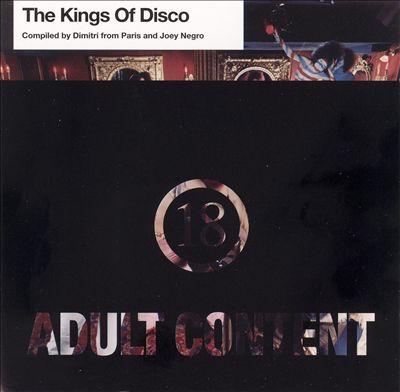 The Kings Of Disco
Compiled by Dimitri from Paris and Joey Negro
18
ADULT CONTENT